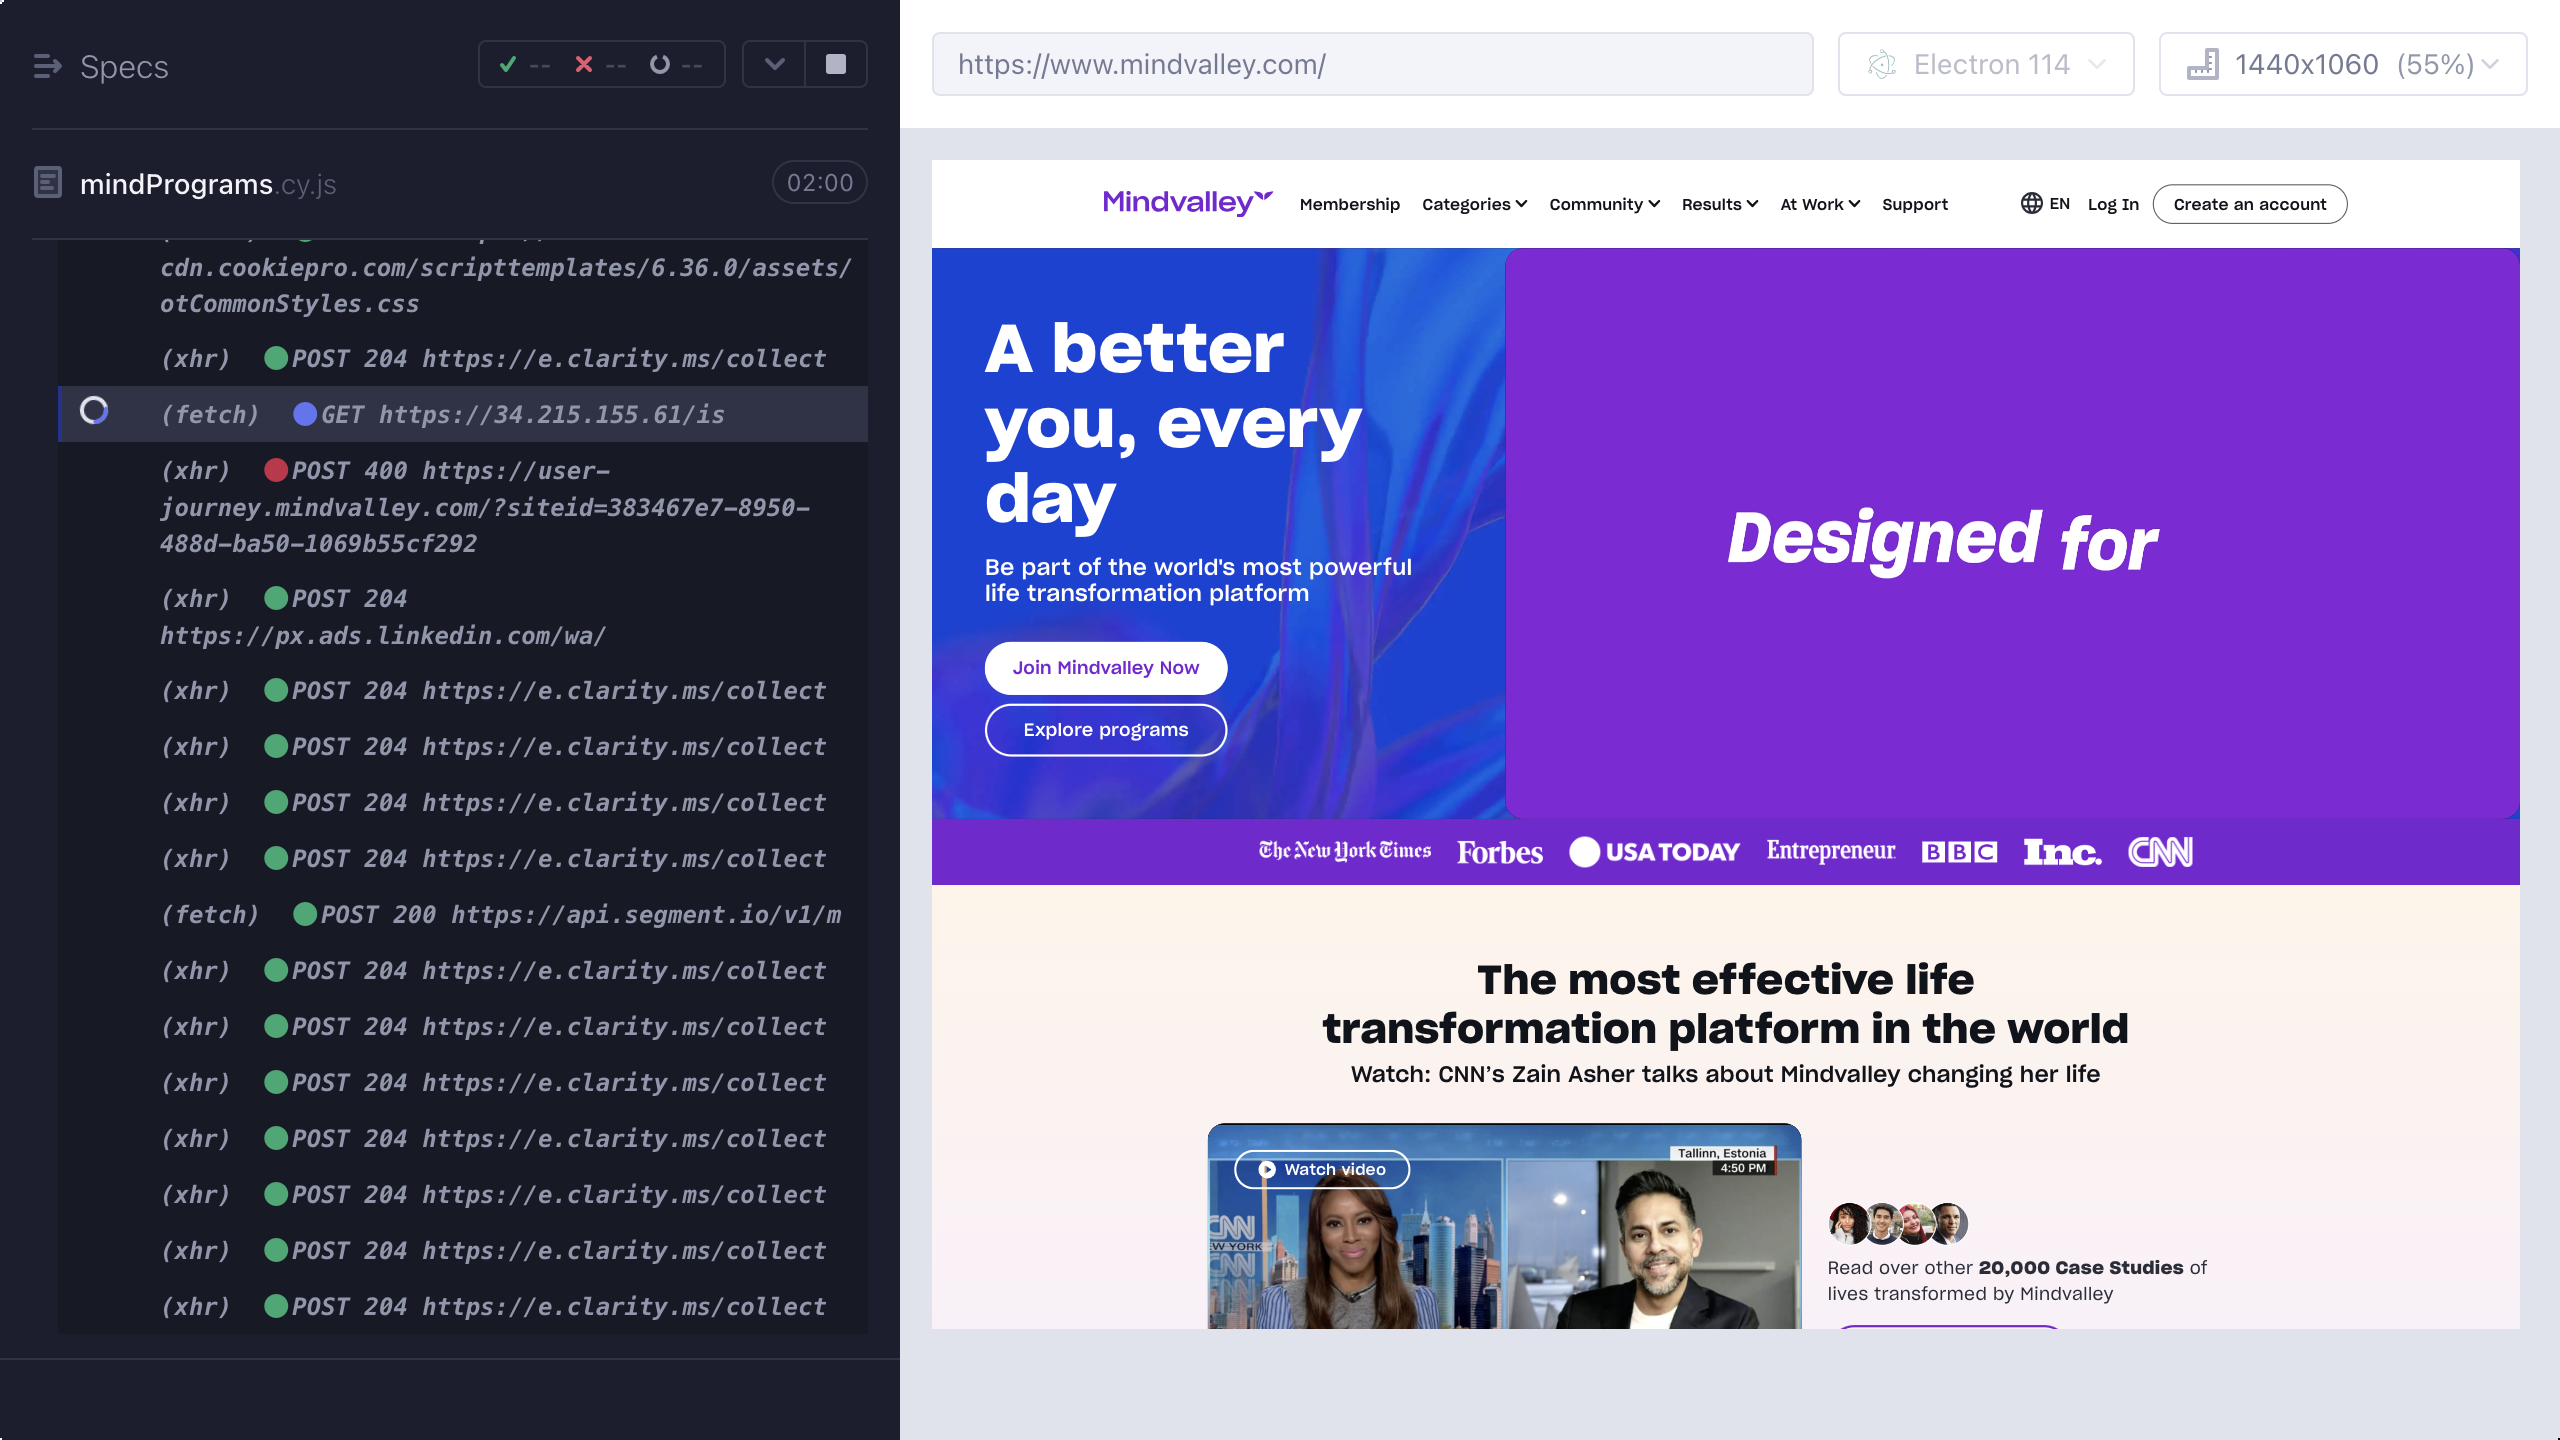 Specs
--
--
--
mindPrograms.cy.js
02:00
cdn.cookiepro.com/scripttemplates/6.36.0/assets/
otCommonStyles.css
(xhr) POST 204 https://e.clarity.ms/collect
(fetch) GET https://34.215.155.61/is
(xhr) POST 400 https://user-
journey.mindvalley.com/?siteid=383467e7-8950-
488d-ba50-1069b55cf292
(xhr) POST 204
https://px.ads.linkedin.com/wa/
(xhr) POST 204 https://e.clarity.ms/collect
(xhr) POST 204 https://e.clarity.ms/collect
(xhr) POST 204 https://e.clarity.ms/collect
(xhr) POST 204 https://e.clarity.ms/collect
(fetch) POST 200 https://api.segment.io/v1/m
(xhr) POST 204 https://e.clarity.ms/collect
(xhr) POST 204 https://e.clarity.ms/collect
(xhr) POST 204 https://e.clarity.ms/collect
(xhr) POST 204 https://e.clarity.ms/collect
(xhr) POST 204 https://e.clarity.ms/collect
(xhr) POST 204 https://e.clarity.ms/collect
(xhr) POST 204 https://e.clarity.ms/collect
https://www.mindvalley.com/
Electron 114
1440x1060 (55%)
Mindvalley
Membership
Categories
Community
Results
At Work
Support
EN
Log In
Create an account
A better
you, every
day
Be part of the world's most powerful
life transformation platform
Join Mindvalley Now
Explore programs
Designed for
The New York Times
Forbes
USA TODAY
Entrepreneur
BBC
Inc.
CNN
The most effective life
transformation platform in the world
Watch: CNN’s Zain Asher talks about Mindvalley changing her life
Watch video
Tallinn, Estonia
4:50 PM
CNN
EW YORK
CNN
Read over other 20,000 Case Studies of
lives transformed by Mindvalley